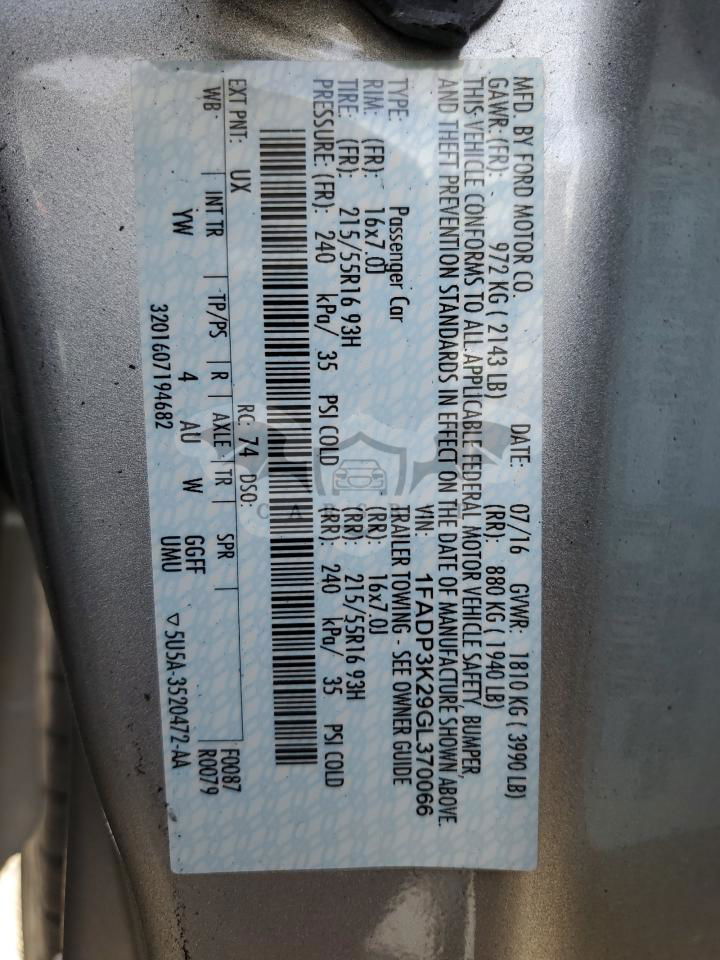 MFD. BY FORD MOTOR CO. DATE: 07/16 GVWR: 1810 KG ( 3990 LB)
GAWR: (FR): 972 KG ( 2143 LB) (RR): 880 KG ( 1940 LB)
THIS VEHICLE CONFORMS TO ALL APPLICABLE FEDERAL MOTOR VEHICLE SAFETY, BUMPER,
AND THEFT PREVENTION STANDARDS IN EFFECT ON THE DATE OF MANUFACTURE SHOWN ABOVE.
VIN: 1FADP3K29GL370066
TYPE: Passenger Car TRAILER TOWING - SEE OWNER GUIDE
RIM: (FR): 16x7.0J (RR): 16x7.0J
TIRE: (FR): 215/55R16 93H (RR): 215/55R16 93H
PRESSURE: (FR): 240 kPa/ 35 PSI COLD (RR): 240 kPa/ 35 PSI COLD
EXT PNT: UX RC: 74 DSO: F0087
WB: INT TR TP/PS R AXLE TR SPR R0079
YW 4 AU W GGFF
UMU
3201607194682 ▽5U5A-3520472-AA